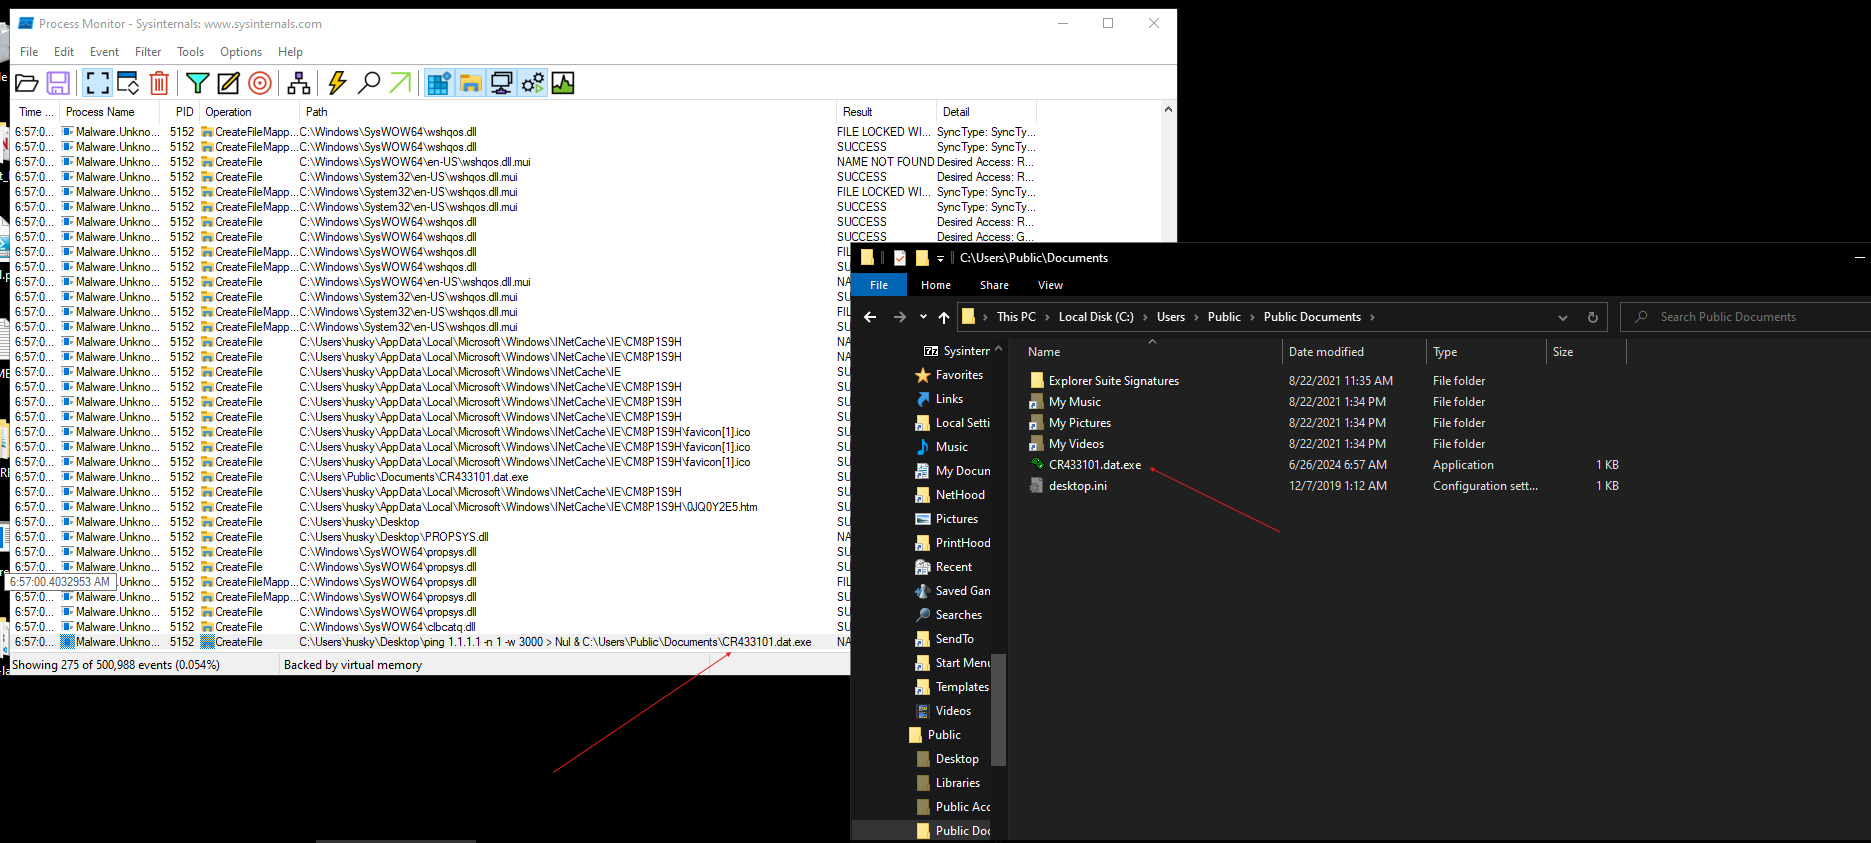 Process Monitor - Sysinternals: www.sysinternals.com
File Edit Event Filter Tools Options Help
Time ... Process Name PID Operation Path Result Detail
6:57:0... Malware.Unkno... 5152 CreateFileMapp... C:\Windows\SysWOW64\wshqos.dll FILE LOCKED WI... SyncType: SyncTy...
6:57:0... Malware.Unkno... 5152 CreateFileMapp... C:\Windows\SysWOW64\wshqos.dll SUCCESS SyncType: SyncTy...
6:57:0... Malware.Unkno... 5152 CreateFile C:\Windows\SysWOW64\en-US\wshqos.dll.mui NAME NOT FOUND Desired Access: R...
6:57:0... Malware.Unkno... 5152 CreateFile C:\Windows\System32\en-US\wshqos.dll.mui SUCCESS Desired Access: R...
6:57:0... Malware.Unkno... 5152 CreateFileMapp... C:\Windows\System32\en-US\wshqos.dll.mui FILE LOCKED WI... SyncType: SyncTy...
6:57:0... Malware.Unkno... 5152 CreateFileMapp... C:\Windows\System32\en-US\wshqos.dll.mui SUCCESS SyncType: SyncTy...
6:57:0... Malware.Unkno... 5152 CreateFile C:\Windows\SysWOW64\wshqos.dll SUCCESS Desired Access: R...
6:57:0... Malware.Unkno... 5152 CreateFile C:\Windows\SysWOW64\wshqos.dll SUCCESS Desired Access: G...
6:57:0... Malware.Unkno... 5152 CreateFileMapp... C:\Windows\SysWOW64\wshqos.dll FIL
6:57:0... Malware.Unkno... 5152 CreateFileMapp... C:\Windows\SysWOW64\wshqos.dll SU
6:57:0... Malware.Unkno... 5152 CreateFile C:\Windows\SysWOW64\en-US\wshqos.dll.mui NA
6:57:0... Malware.Unkno... 5152 CreateFile C:\Windows\System32\en-US\wshqos.dll.mui SU
6:57:0... Malware.Unkno... 5152 CreateFileMapp... C:\Windows\System32\en-US\wshqos.dll.mui FIL
6:57:0... Malware.Unkno... 5152 CreateFileMapp... C:\Windows\System32\en-US\wshqos.dll.mui SU
6:57:0... Malware.Unkno... 5152 CreateFile C:\Users\husky\AppData\Local\Microsoft\Windows\INetCache\IE\CM8P1S9H NA
6:57:0... Malware.Unkno... 5152 CreateFile C:\Users\husky\AppData\Local\Microsoft\Windows\INetCache\IE\CM8P1S9H NA
6:57:0... Malware.Unkno... 5152 CreateFile C:\Users\husky\AppData\Local\Microsoft\Windows\INetCache\IE SU
6:57:0... Malware.Unkno... 5152 CreateFile C:\Users\husky\AppData\Local\Microsoft\Windows\INetCache\IE\CM8P1S9H SU
6:57:0... Malware.Unkno... 5152 CreateFile C:\Users\husky\AppData\Local\Microsoft\Windows\INetCache\IE\CM8P1S9H SU
6:57:0... Malware.Unkno... 5152 CreateFile C:\Users\husky\AppData\Local\Microsoft\Windows\INetCache\IE\CM8P1S9H SU
6:57:0... Malware.Unkno... 5152 CreateFile C:\Users\husky\AppData\Local\Microsoft\Windows\INetCache\IE\CM8P1S9H\favicon[1].ico SU
6:57:0... Malware.Unkno... 5152 CreateFile C:\Users\husky\AppData\Local\Microsoft\Windows\INetCache\IE\CM8P1S9H\favicon[1].ico SU
6:57:0... Malware.Unkno... 5152 CreateFile C:\Users\husky\AppData\Local\Microsoft\Windows\INetCache\IE\CM8P1S9H\favicon[1].ico SU
6:57:0... Malware.Unkno... 5152 CreateFile C:\Users\Public\Documents\CR433101.dat.exe SU
6:57:0... Malware.Unkno... 5152 CreateFile C:\Users\husky\AppData\Local\Microsoft\Windows\INetCache\IE\CM8P1S9H SU
6:57:0... Malware.Unkno... 5152 CreateFile C:\Users\husky\AppData\Local\Microsoft\Windows\INetCache\IE\CM8P1S9H\0JQ0Y2E5.htm SU
6:57:0... Malware.Unkno... 5152 CreateFile C:\Users\husky\Desktop SU
6:57:0... Malware.Unkno... 5152 CreateFile C:\Users\husky\Desktop\PROPSYS.dll NA
6:57:0... Malware.Unkno... 5152 CreateFile C:\Windows\SysWOW64\propsys.dll SU
6:57:0... Malware.Unkno... 5152 CreateFile C:\Windows\SysWOW64\propsys.dll SU
6:57:00.4032953 AM Malware.Unkno... 5152 CreateFileMapp... C:\Windows\SysWOW64\propsys.dll FIL
Malware.Unkno... 5152 CreateFileMapp... C:\Windows\SysWOW64\propsys.dll SU
6:57:0... Malware.Unkno... 5152 CreateFile C:\Windows\SysWOW64\propsys.dll SU
6:57:0... Malware.Unkno... 5152 CreateFile C:\Windows\SysWOW64\clbcatq.dll SU
6:57:0... Malware.Unkno... 5152 CreateFile C:\Users\husky\Desktop\ping 1.1.1.1 -n 1 -w 3000 > Nul & C:\Users\Public\Documents\CR433101.dat.exe NA
Showing 275 of 500,988 events (0.054%) Backed by virtual memory
C:\Users\Public\Documents
File Home Share View
This PC > Local Disk (C:) > Users > Public > Public Documents > Search Public Documents
Name Date modified Type Size
Explorer Suite Signatures 8/22/2021 11:35 AM File folder
My Music 8/22/2021 1:34 PM File folder
My Pictures 8/22/2021 1:34 PM File folder
My Videos 8/22/2021 1:34 PM File folder
CR433101.dat.exe 6/26/2024 6:57 AM Application 1 KB
desktop.ini 12/7/2019 1:12 AM Configuration sett... 1 KB
Sysintern
Favorites
Links
Local Setti
Music
My Docun
NetHood
Pictures
PrintHood
Recent
Saved Gan
Searches
SendTo
Start Menu
Templates
Videos
Public
Desktop
Libraries
Public Acc
Public Doc